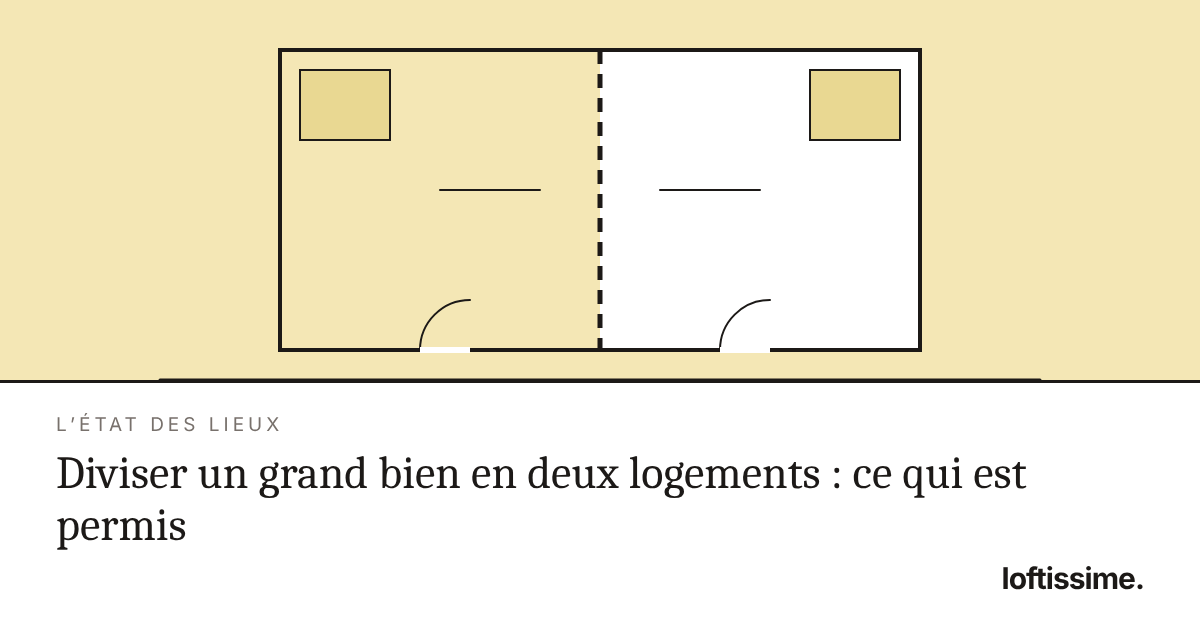 L’ÉTAT DES LIEUX
Diviser un grand bien en deux logements : ce qui est
permis
loftissime.